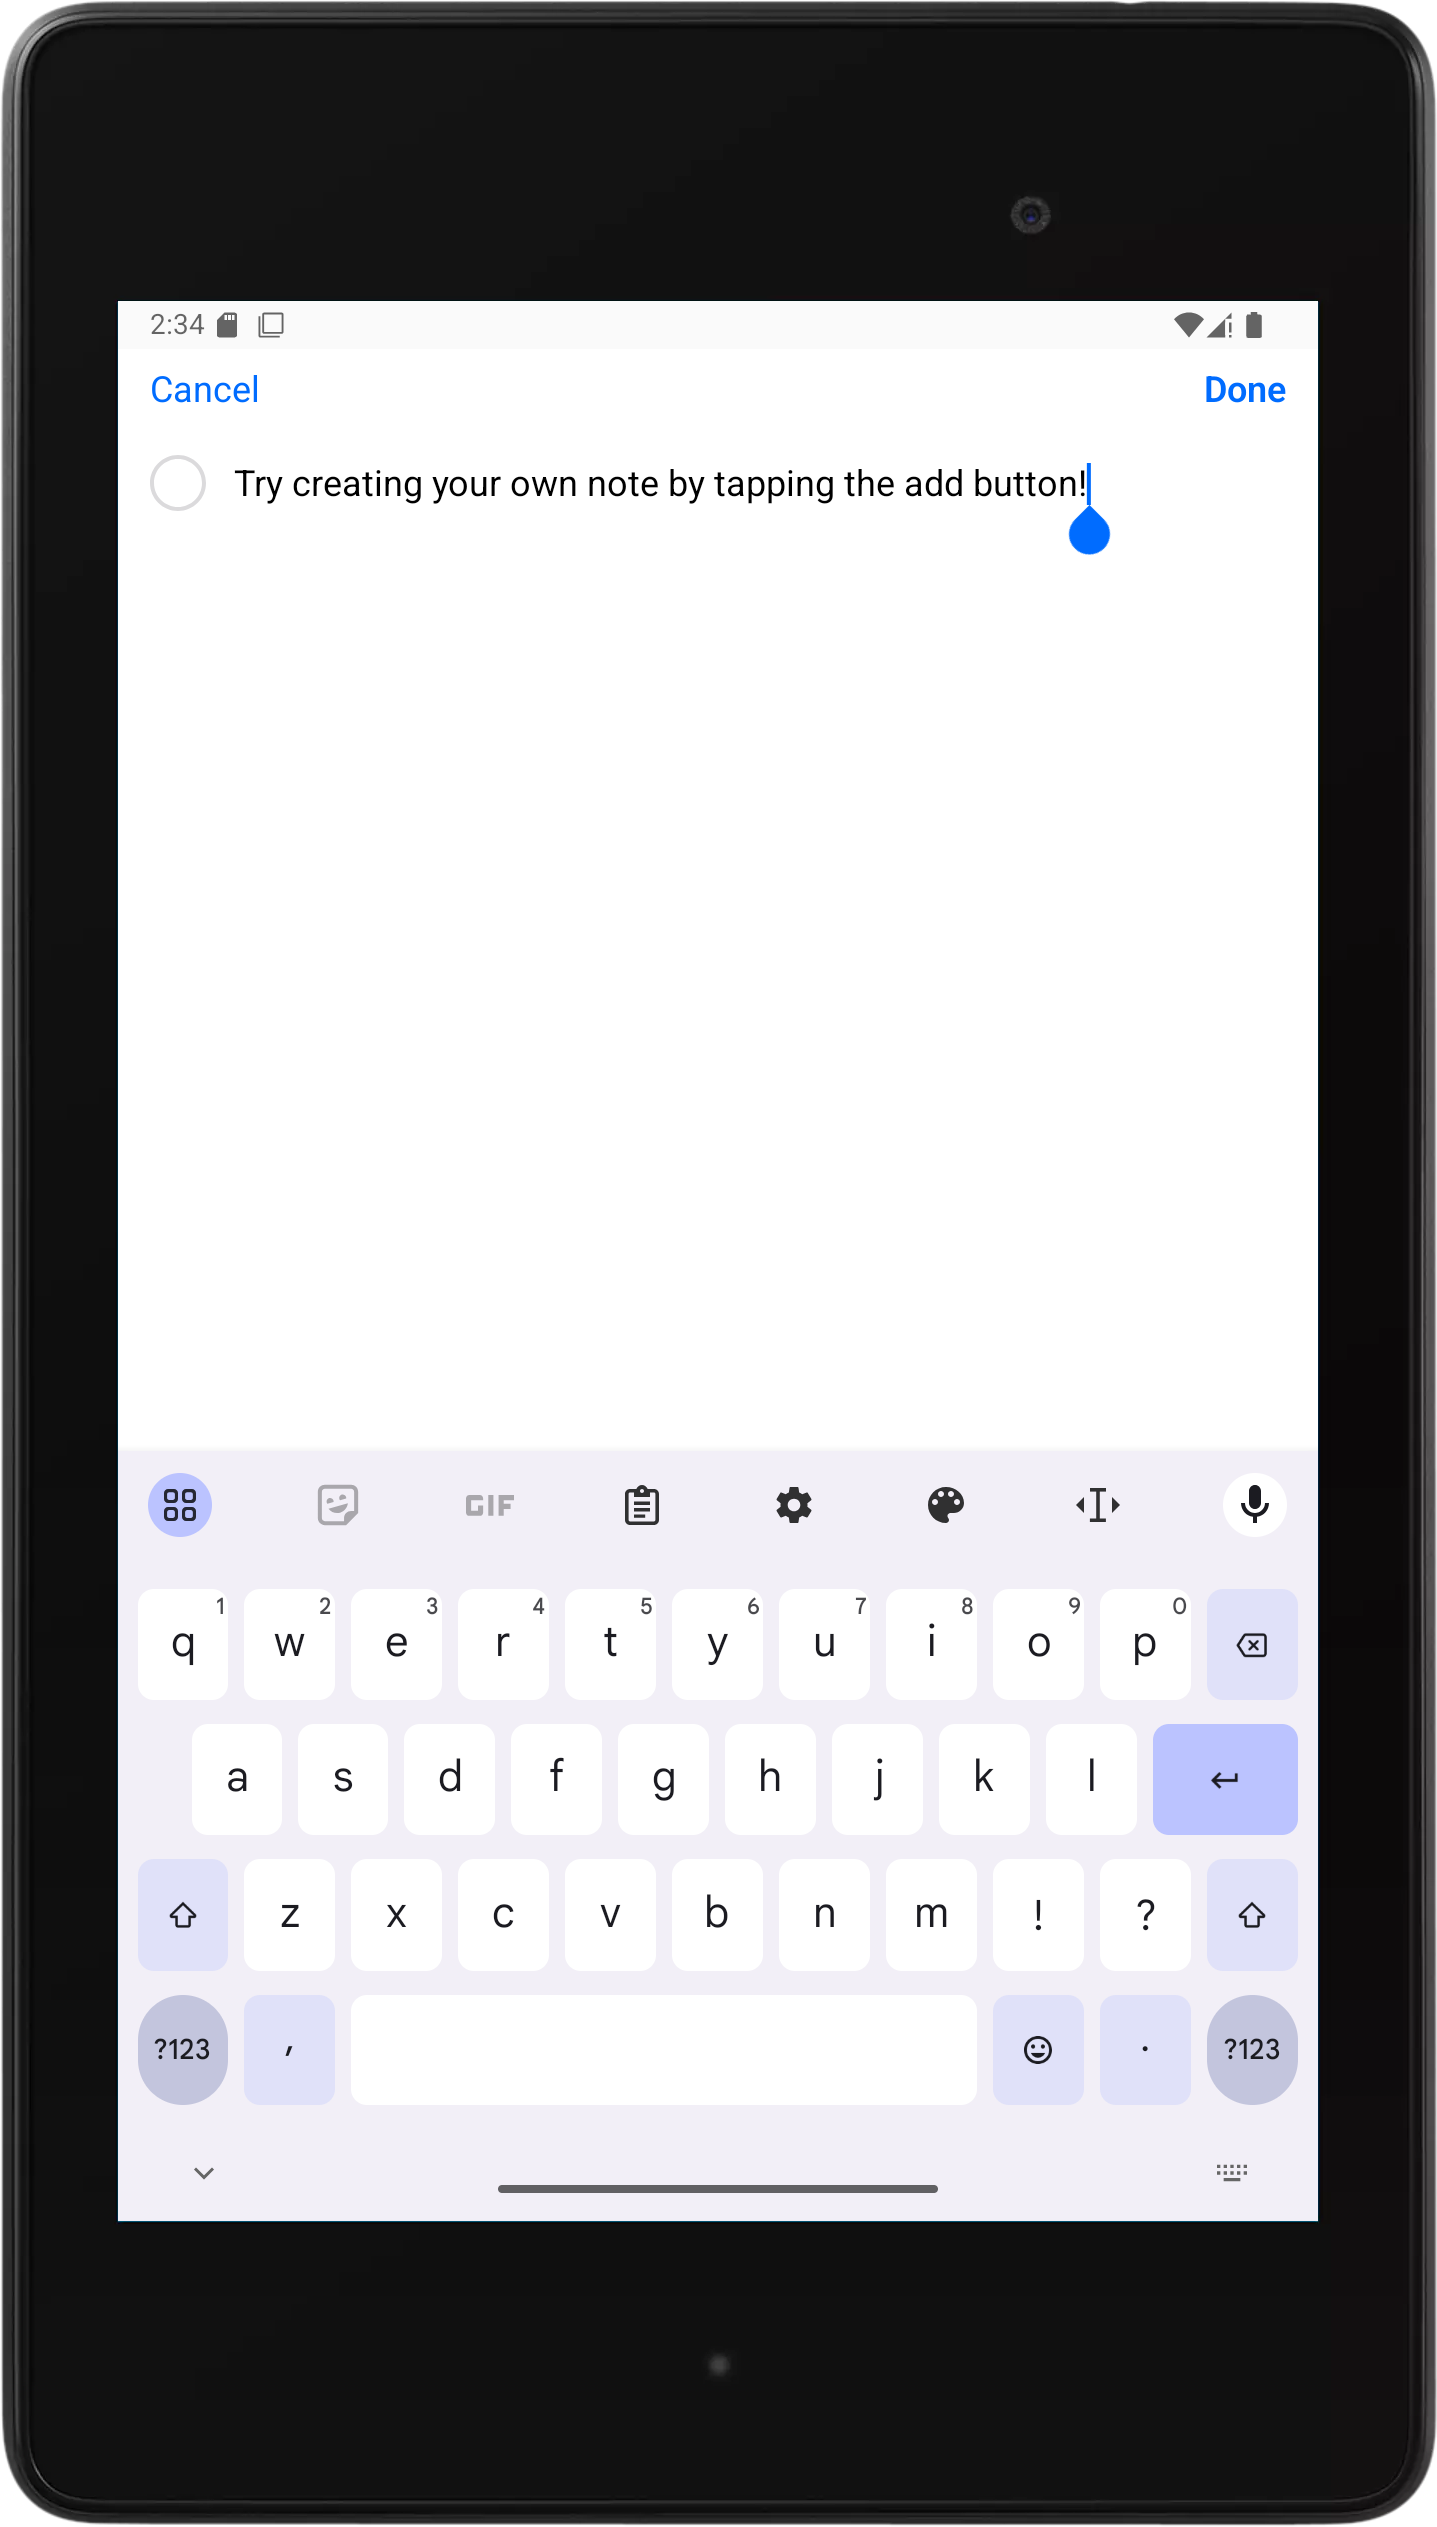 2:34
Cancel Done
Try creating your own note by tapping the add button!
GIF
q 1 w 2 e 3 r 4 t 5 y 6 u 7 i 8 o 9 p 0
a s d f g h j k l
z x c v b n m ! ?
?123 , . ?123